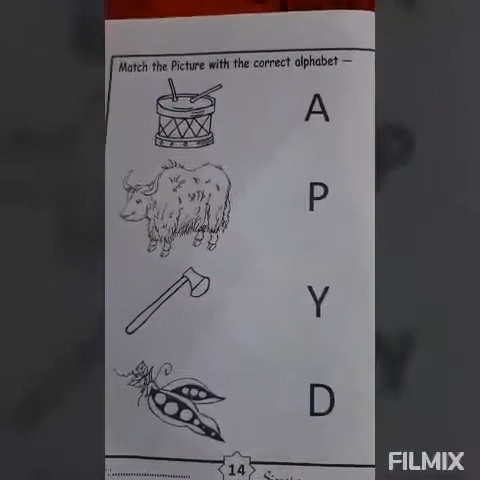 Match the Picture with the correct alphabet —
A
P
Y
D
14
FILMIX